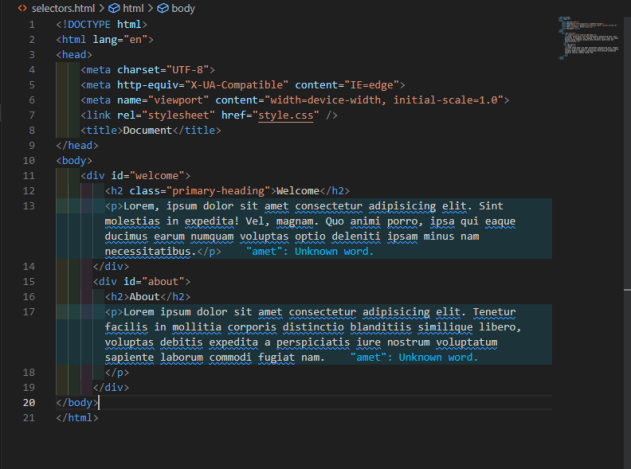 selectors.html > html > body
1 <!DOCTYPE html>
2 <html lang="en">
3 <head>
4 <meta charset="UTF-8">
5 <meta http-equiv="X-UA-Compatible" content="IE=edge">
6 <meta name="viewport" content="width=device-width, initial-scale=1.0">
7 <link rel="stylesheet" href="style.css" />
8 <title>Document</title>
9 </head>
10 <body>
11 <div id="welcome">
12 <h2 class="primary-heading">Welcome</h2>
13 <p>Lorem, ipsum dolor sit amet consectetur adipisicing elit. Sint
molestias in expedita! Vel, magnam. Quo animi porro, ipsa qui eaque
ducimus earum numquam voluptas optio deleniti ipsam minus nam
necessitatibus.</p> "amet": Unknown word.
14 </div>
15 <div id="about">
16 <h2>About</h2>
17 <p>Lorem ipsum dolor sit amet consectetur adipisicing elit. Tenetur
facilis in mollitia corporis distinctio blanditiis similique libero,
voluptas debitis expedita a perspiciatis iure nostrum voluptatum
sapiente laborum commodi fugiat nam. "amet": Unknown word.
18 </p>
19 </div>
20 </body>
21 </html>